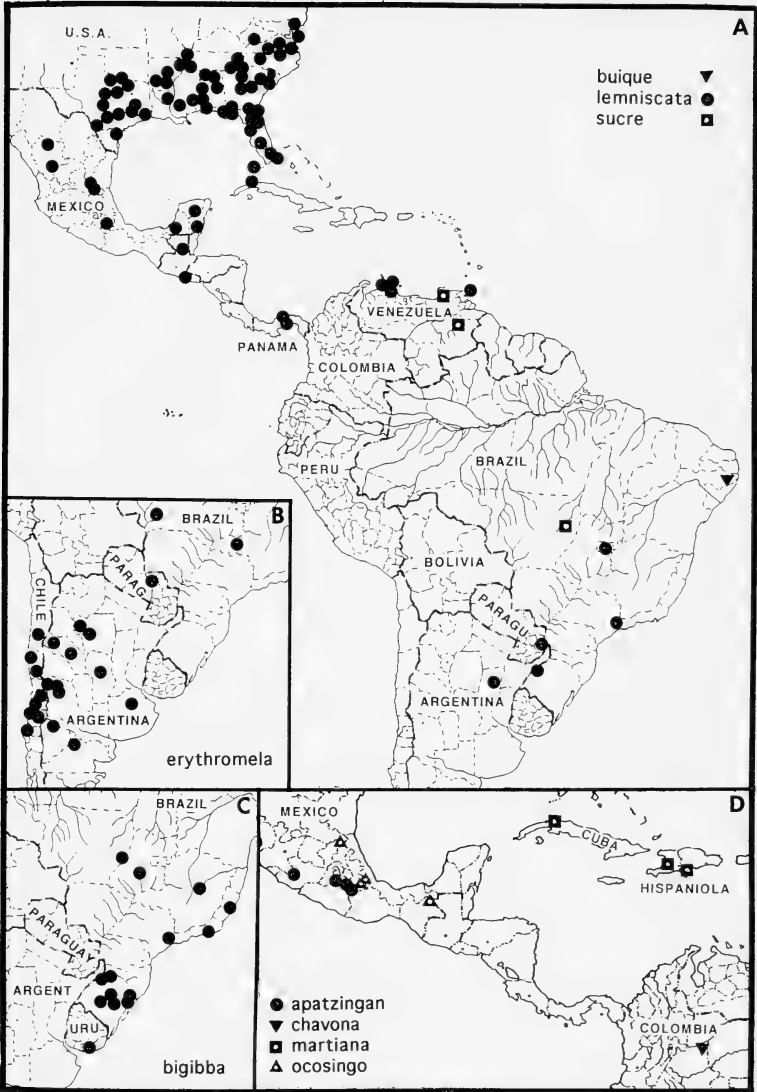 A
U.S.A.
buique
lemniscata
sucre
MEXICO
VENEZUELA
PANAMA
COLOMBIA
PERU
BRAZIL
BOLIVIA
PARAGU.
ARGENTINA
B
BRAZIL
PARAG.
CHILE
ARGENTINA
erythromela
C
BRAZIL
PARAGUAY
ARGENT
URU
bigibba
D
MEXICO
CUBA
HISPANIOLA
apatzingan
chavona
martiana
ocosingo
COLOMBIA